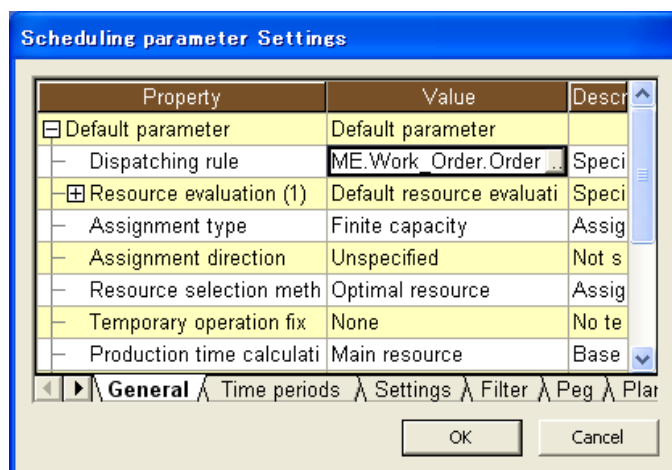 Scheduling parameter Settings
Property Value Descr
Default parameter Default parameter
Dispatching rule ME.Work_Order.Order ... Speci
Resource evaluation (1) Default resource evaluati Speci
Assignment type Finite capacity Assig
Assignment direction Unspecified Not s
Resource selection meth Optimal resource Assig
Temporary operation fix None No te
Production time calculati Main resource Base
General Time periods Settings Filter Peg Plar
OK Cancel